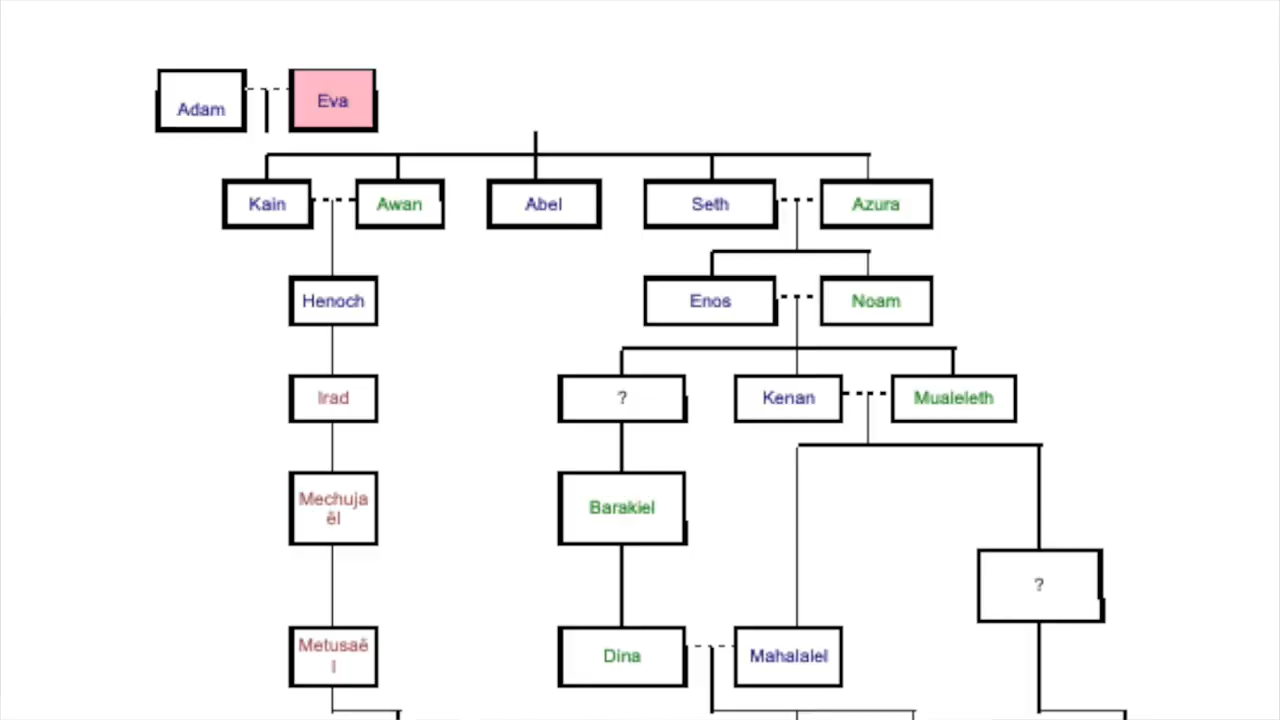 Adam
Eva
Kain
Awan
Abel
Seth
Azura
Henoch
Enos
Noam
Irad
?
Kenan
Mualeleth
Mechuja
ël
Barakiel
?
Metusaë
l
Dina
Mahalalel